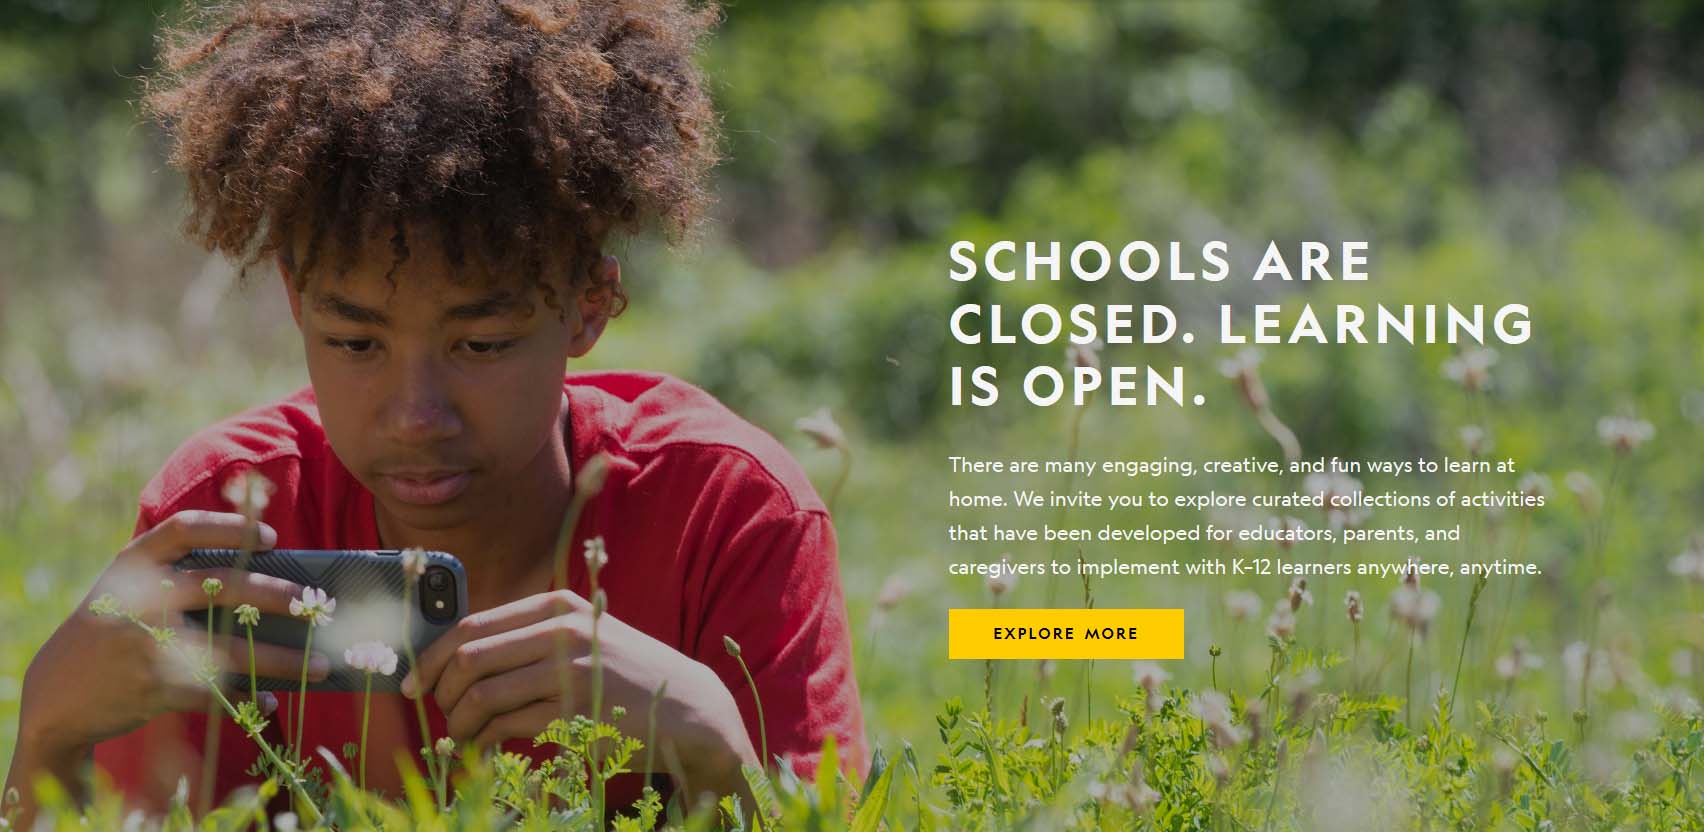 SCHOOLS ARE
CLOSED. LEARNING
IS OPEN.
There are many engaging, creative, and fun ways to learn at
home. We invite you to explore curated collections of activities
that have been developed for educators, parents, and
caregivers to implement with K–12 learners anywhere, anytime.
EXPLORE MORE